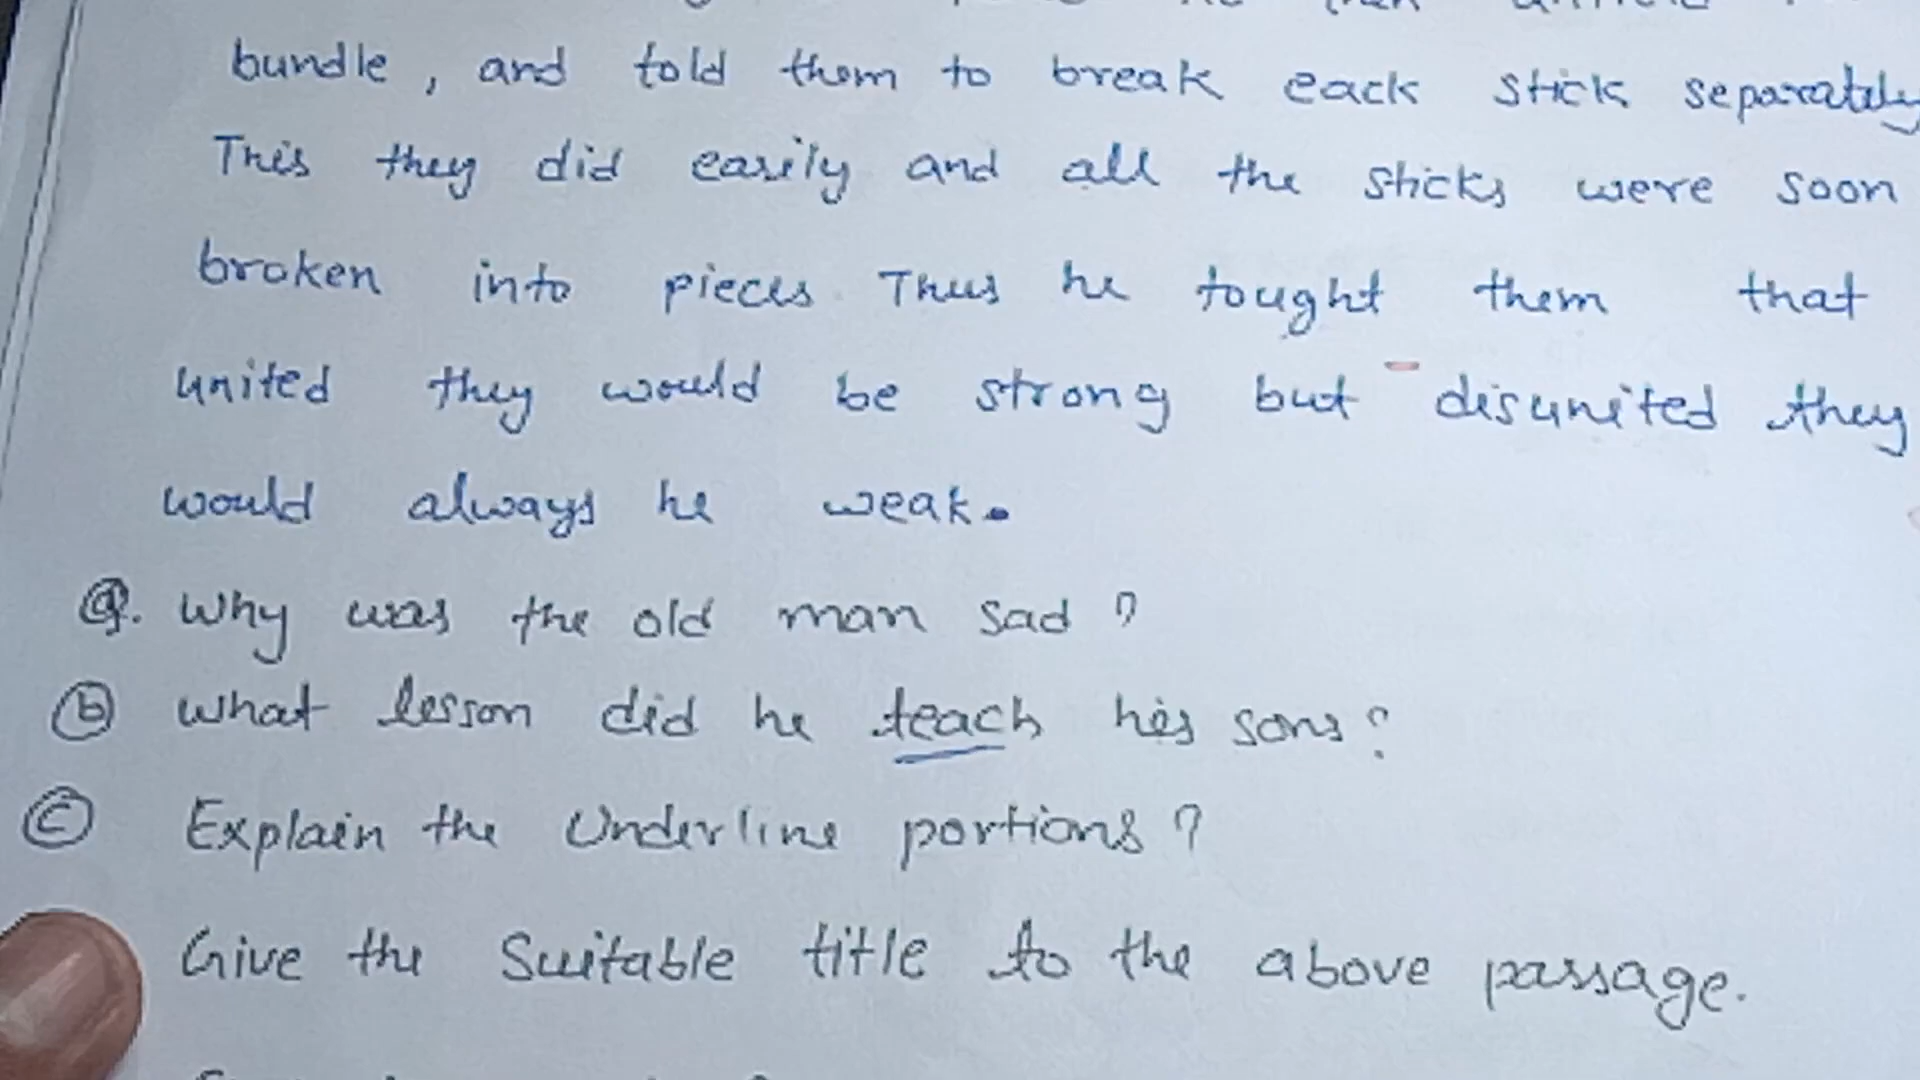 bundle, and told them to break eack stick separately
This they did easily and all the sticks were soon
broken into pieces Thus he tought them that
united they would be strong but disunited they
would always he weak.
a. Why was the old man sad?
b What lesson did he teach his sons?
c Explain the Underline portions?
Give the Suitable title to the above passage.